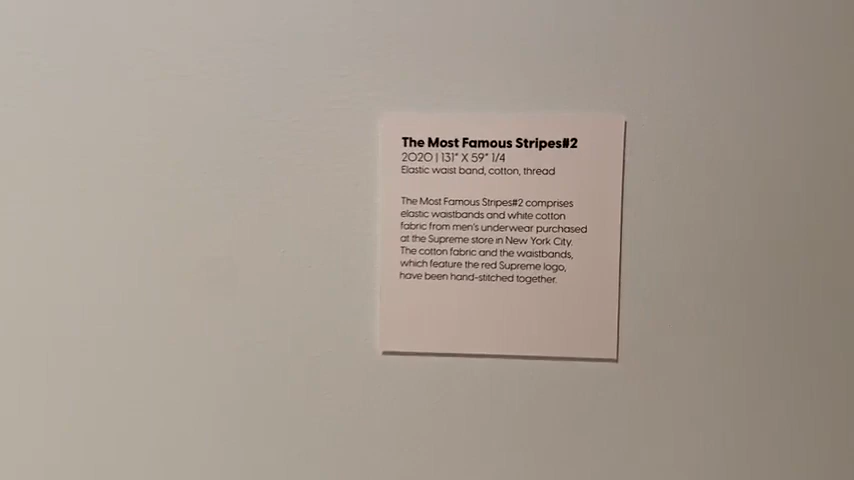 The Most Famous Stripes#2
2020 | 131" X 59" 1/4
Elastic waist band, cotton, thread
The Most Famous Stripes#2 comprises
elastic waistbands and white cotton
fabric from men's underwear purchased
at the Supreme store in New York City.
The cotton fabric and the waistbands,
which feature the red Supreme logo,
have been hand-stitched together.